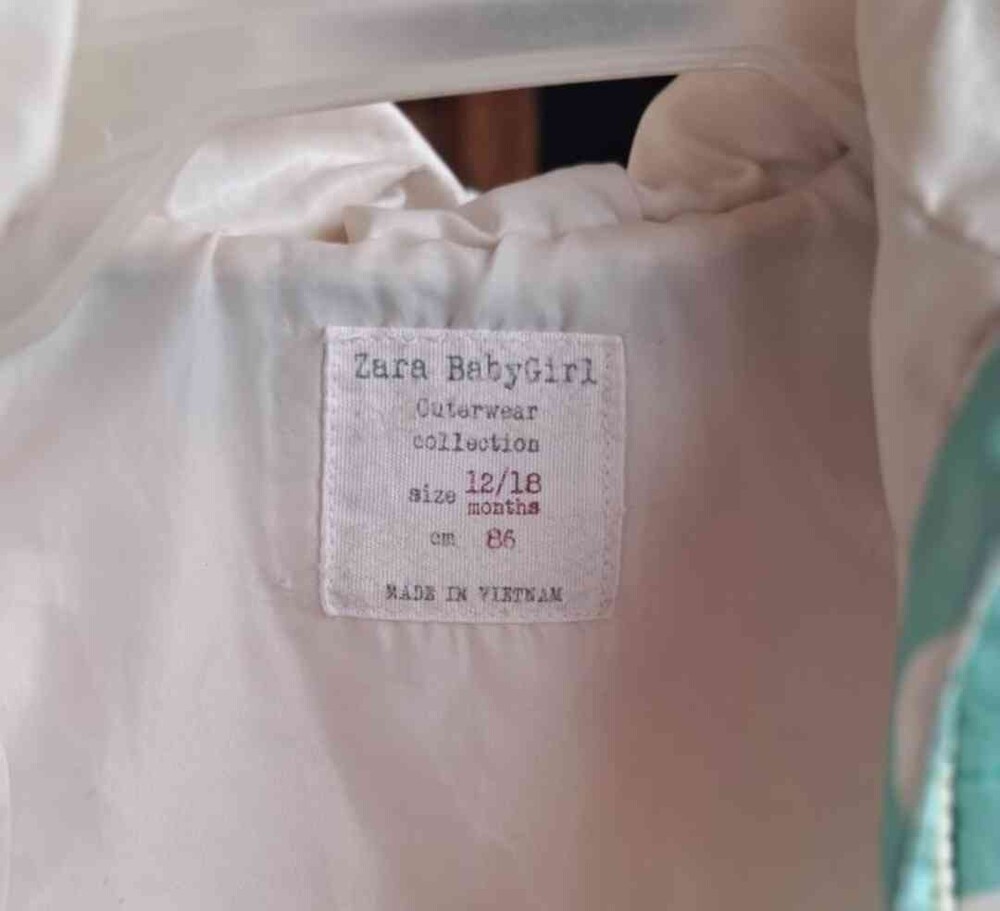 Zara BabyGirl
Outerwear
collection
size 12/18
months
cm 86
MADE IN VIETNAM